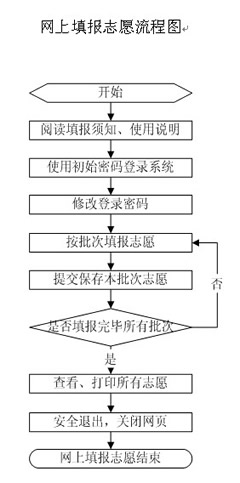 网上填报志愿流程图
开始
阅读填报须知、使用说明
使用初始密码登录系统
修改登录密码
按批次填报志愿
提交保存本批次志愿
否
是否填报完毕所有批次
是
查看、打印所有志愿
安全退出，关闭网页
网上填报志愿结束